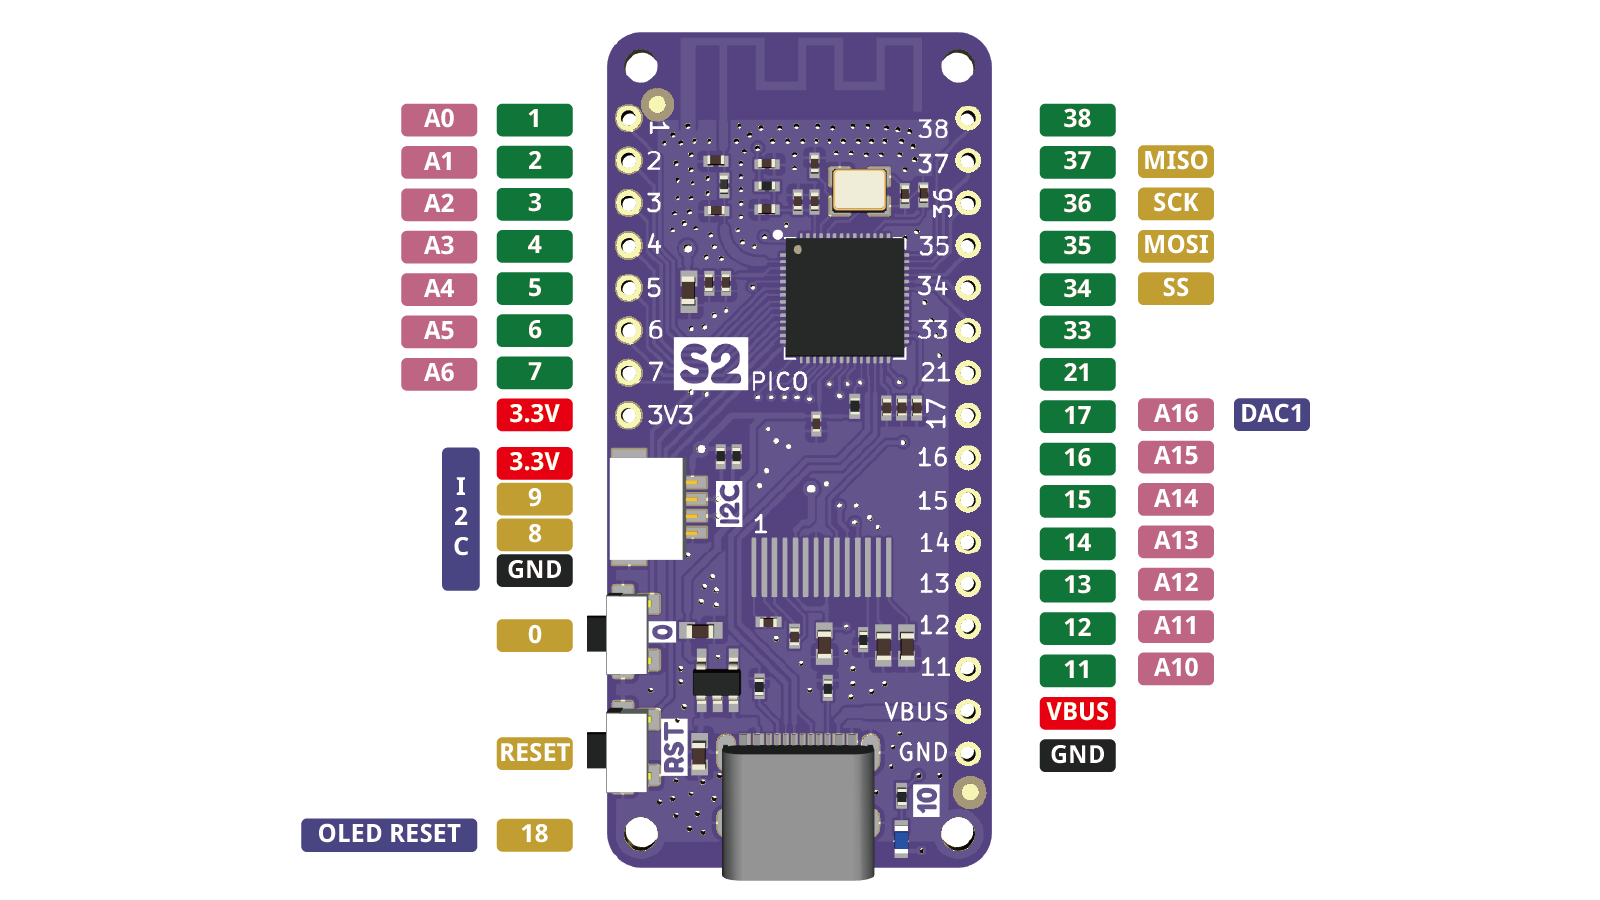 A0 1 1 38 38
A1 2 2 37 37 MISO
A2 3 3 36 36 SCK
A3 4 4 35 35 MOSI
A4 5 5 34 34 SS
A5 6 6 33 33
A6 7 7 21 21
S2 PICO
3.3V 3V3 17 17 A16 DAC1
3.3V 16 16 A15
I2C 9 I2C 15 15 A14
8 1 14 14 A13
GND 13 13 A12
0 0 12 12 A11
11 11 A10
VBUS VBUS
RESET RST GND GND
10
OLED RESET 18